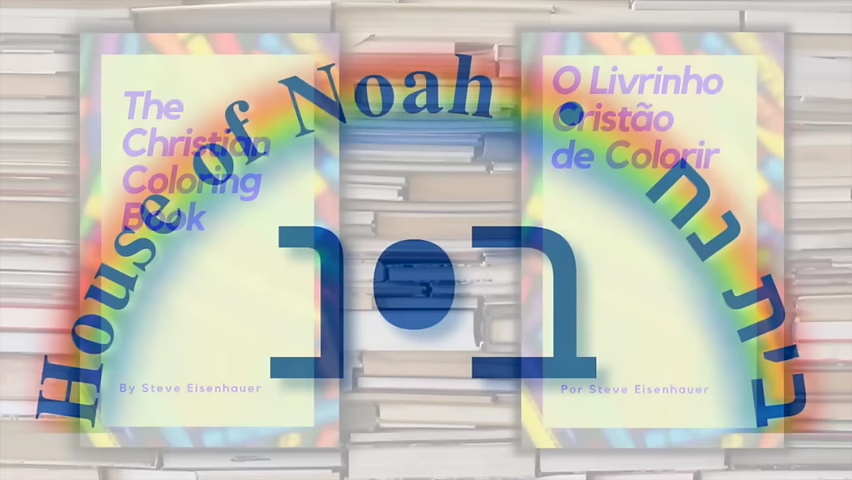 The
Christian
Coloring
Book
By Steve Eisenhauer
O Livrinho
Cristão
de Colorir
Por Steve Eisenhauer
House of Noah • בית נח
ב•נ